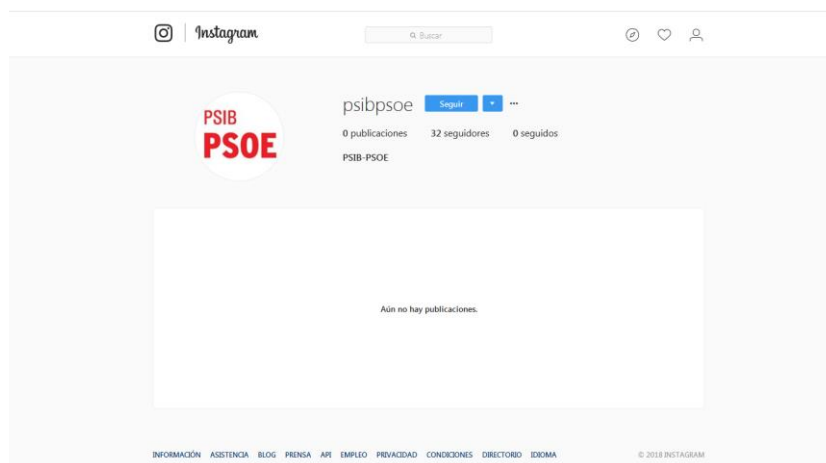 Instagram
Buscar
PSIB
PSOE
psibpsoe Seguir ...
0 publicaciones 32 seguidores 0 seguidos
PSIB-PSOE
Aún no hay publicaciones.
INFORMACIÓN ASISTENCIA BLOG PRENSA API EMPLEO PRIVACIDAD CONDICIONES DIRECTORIO IDIOMA © 2018 INSTAGRAM